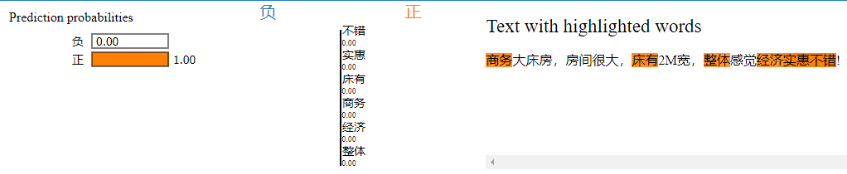 Prediction probabilities
负 0.00
正 1.00
负 正
不错
0.00
实惠
0.00
床有
0.00
商务
0.00
经济
0.00
整体
0.00
Text with highlighted words
商务大床房，房间很大，床有2M宽，整体感觉经济实惠不错!